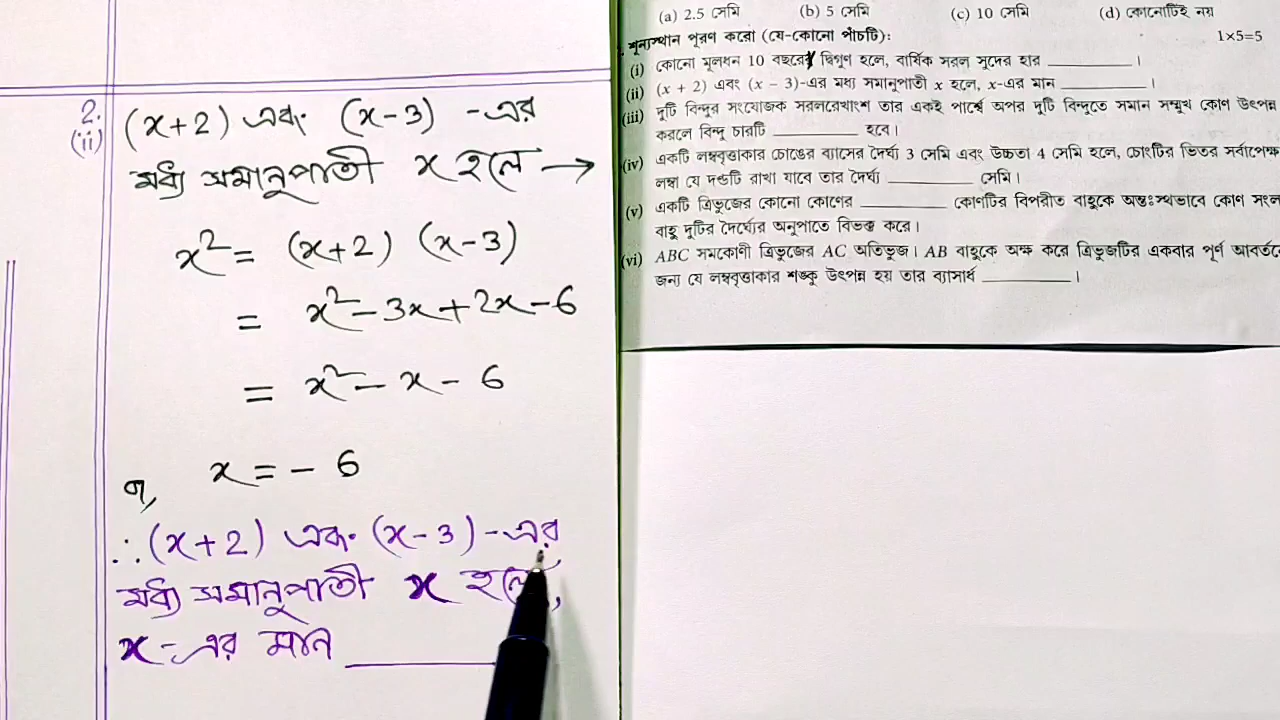 2.
(ii)
(x+2) এবং (x-3) -এর
মধ্য সমানুপাতী x হলে →
x² = (x+2) (x-3)
= x² - 3x + 2x - 6
= x² - x - 6
বা, x = - 6
∴ (x+2) এবং (x-3) -এর
মধ্য সমানুপাতী x হলে,
x -এর মান ________
(a) 2.5 সেমি (b) 5 সেমি (c) 10 সেমি (d) কোনোটিই নয়
শূন্যস্থান পূরণ করো (যে-কোনো পাঁচটি): 1×5=5
(i) কোনো মূলধন 10 বছরে দ্বিগুণ হলে, বার্ষিক সরল সুদের হার ________ ।
(ii) (x + 2) এবং (x – 3)-এর মধ্য সমানুপাতী x হলে, x-এর মান ________ ।
(iii) দুটি বিন্দুর সংযোজক সরলরেখাংশ তার একই পার্শ্বে অপর দুটি বিন্দুতে সমান সম্মুখ কোণ উৎপন্ন
করলে বিন্দু চারটি ________ হবে।
(iv) একটি লম্ববৃত্তাকার চোঙের ব্যাসের দৈর্ঘ্য 3 সেমি এবং উচ্চতা 4 সেমি হলে, চোংটির ভিতর সর্বাপেক্ষ
লম্বা যে দণ্ডটি রাখা যাবে তার দৈর্ঘ্য ________ সেমি।
(v) একটি ত্রিভুজের কোনো কোণের ________ কোণটির বিপরীত বাহুকে অন্তঃস্থভাবে কোণ সংল
বাহু দুটির দৈর্ঘ্যের অনুপাতে বিভক্ত করে।
(vi) ABC সমকোণী ত্রিভুজের AC অতিভুজ। AB বাহুকে অক্ষ করে ত্রিভুজটির একবার পূর্ণ আবর্তনে
জন্য যে লম্ববৃত্তাকার শঙ্কু উৎপন্ন হয় তার ব্যাসার্ধ ________ ।